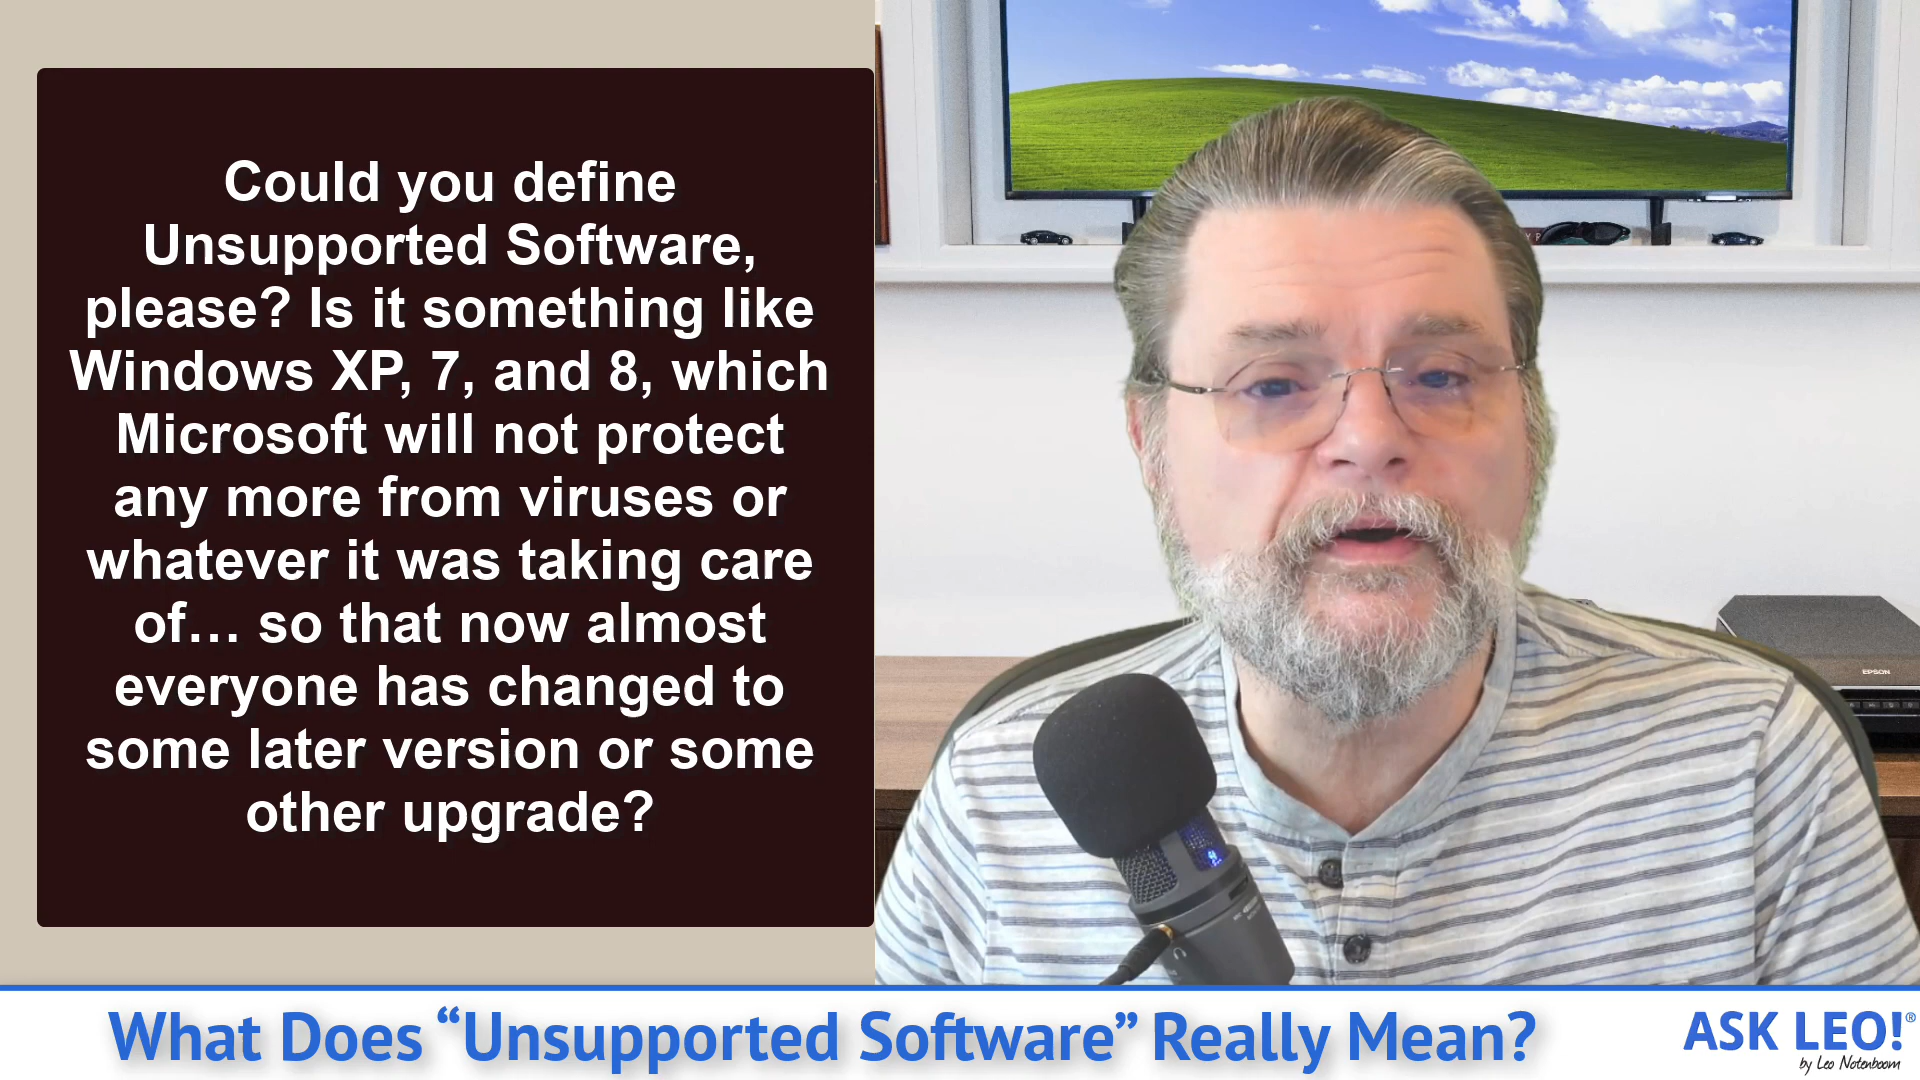 Could you define
Unsupported Software,
please? Is it something like
Windows XP, 7, and 8, which
Microsoft will not protect
any more from viruses or
whatever it was taking care
of… so that now almost
everyone has changed to
some later version or some
other upgrade?
EPSON
What Does “Unsupported Software” Really Mean?
ASK LEO!®
by Leo Notenboom